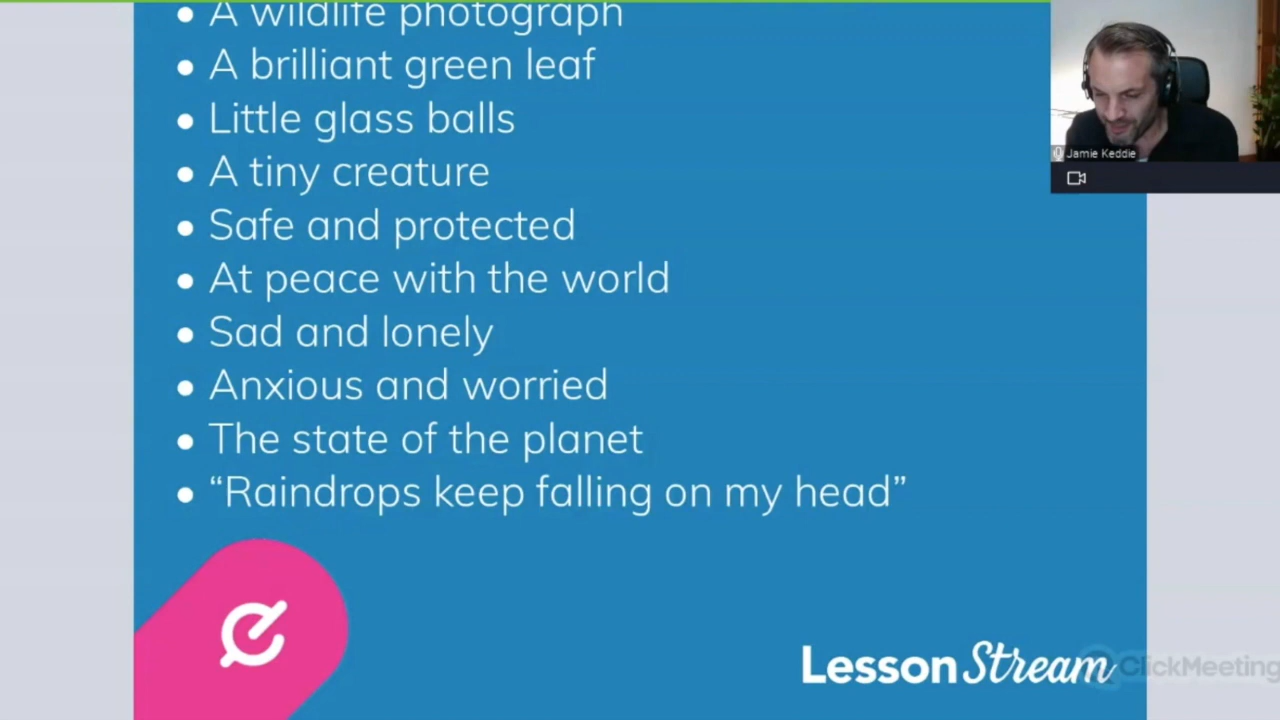 • A wildlife photograph
• A brilliant green leaf
• Little glass balls
• A tiny creature
• Safe and protected
• At peace with the world
• Sad and lonely
• Anxious and worried
• The state of the planet
• “Raindrops keep falling on my head”
Jamie Keddie
LessonStream
ClickMeeting